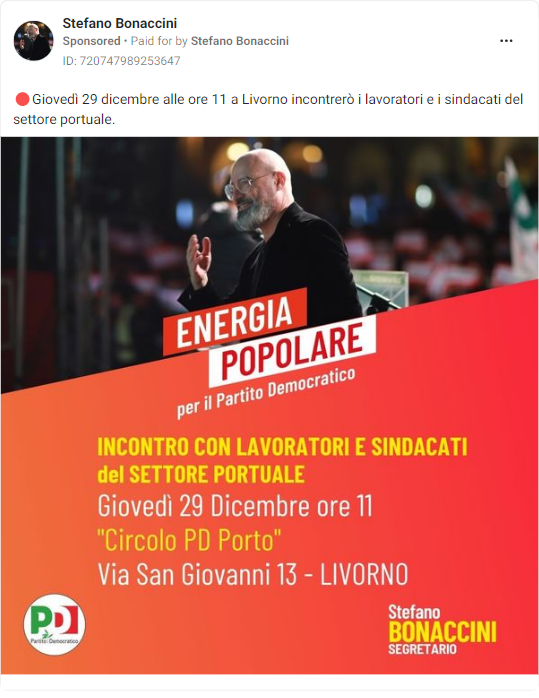 Stefano Bonaccini
Sponsored • Paid for by Stefano Bonaccini
ID: 720747989253647
🔴Giovedì 29 dicembre alle ore 11 a Livorno incontrerò i lavoratori e i sindacati del
settore portuale.
ENERGIA
POPOLARE
per il Partito Democratico
INCONTRO CON LAVORATORI E SINDACATI
del SETTORE PORTUALE
Giovedì 29 Dicembre ore 11
"Circolo PD Porto"
Via San Giovanni 13 - LIVORNO
PD
Partito Democratico
Stefano
BONACCINI
SEGRETARIO